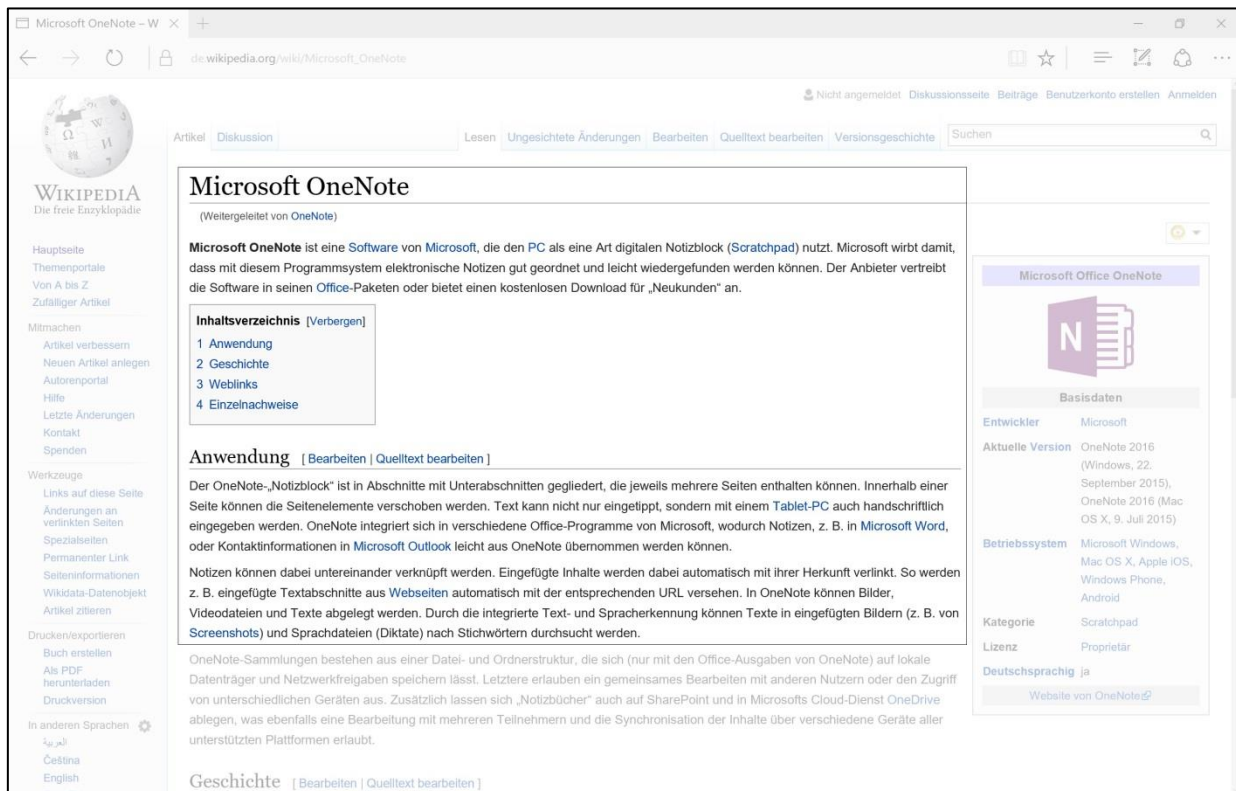 Microsoft OneNote – W
de.wikipedia.org/wiki/Microsoft_OneNote
Nicht angemeldet Diskussionsseite Beiträge Benutzerkonto erstellen Anmelden
Artikel Diskussion Lesen Ungesichtete Änderungen Bearbeiten Quelltext bearbeiten Versionsgeschichte Suchen
WIKIPEDIA
Die freie Enzyklopädie
Hauptseite
Themenportale
Von A bis Z
Zufälliger Artikel
Mitmachen
Artikel verbessern
Neuen Artikel anlegen
Autorenportal
Hilfe
Letzte Änderungen
Kontakt
Spenden
Werkzeuge
Links auf diese Seite
Änderungen an
verlinkten Seiten
Spezialseiten
Permanenter Link
Seiteninformationen
Wikidata-Datenobjekt
Artikel zitieren
Drucken/exportieren
Buch erstellen
Als PDF
herunterladen
Druckversion
In anderen Sprachen
العربية
Čeština
English
Microsoft OneNote
(Weitergeleitet von OneNote)
Microsoft OneNote ist eine Software von Microsoft, die den PC als eine Art digitalen Notizblock (Scratchpad) nutzt. Microsoft wirbt damit,
dass mit diesem Programmsystem elektronische Notizen gut geordnet und leicht wiedergefunden werden können. Der Anbieter vertreibt
die Software in seinen Office-Paketen oder bietet einen kostenlosen Download für „Neukunden“ an.
Inhaltsverzeichnis [Verbergen]
1 Anwendung
2 Geschichte
3 Weblinks
4 Einzelnachweise
Anwendung [ Bearbeiten | Quelltext bearbeiten ]
Der OneNote-„Notizblock“ ist in Abschnitte mit Unterabschnitten gegliedert, die jeweils mehrere Seiten enthalten können. Innerhalb einer
Seite können die Seitenelemente verschoben werden. Text kann nicht nur eingetippt, sondern mit einem Tablet-PC auch handschriftlich
eingegeben werden. OneNote integriert sich in verschiedene Office-Programme von Microsoft, wodurch Notizen, z. B. in Microsoft Word,
oder Kontaktinformationen in Microsoft Outlook leicht aus OneNote übernommen werden können.
Notizen können dabei untereinander verknüpft werden. Eingefügte Inhalte werden dabei automatisch mit ihrer Herkunft verlinkt. So werden
z. B. eingefügte Textabschnitte aus Webseiten automatisch mit der entsprechenden URL versehen. In OneNote können Bilder,
Videodateien und Texte abgelegt werden. Durch die integrierte Text- und Spracherkennung können Texte in eingefügten Bildern (z. B. von
Screenshots) und Sprachdateien (Diktate) nach Stichwörtern durchsucht werden.
OneNote-Sammlungen bestehen aus einer Datei- und Ordnerstruktur, die sich (nur mit den Office-Ausgaben von OneNote) auf lokale
Datenträger und Netzwerkfreigaben speichern lässt. Letztere erlauben ein gemeinsames Bearbeiten mit anderen Nutzern oder den Zugriff
von unterschiedlichen Geräten aus. Zusätzlich lassen sich „Notizbücher“ auch auf SharePoint und in Microsofts Cloud-Dienst OneDrive
ablegen, was ebenfalls eine Bearbeitung mit mehreren Teilnehmern und die Synchronisation der Inhalte über verschiedene Geräte aller
unterstützten Plattformen erlaubt.
Geschichte [ Bearbeiten | Quelltext bearbeiten ]
Microsoft Office OneNote
N
Basisdaten
Entwickler Microsoft
Aktuelle Version OneNote 2016
(Windows, 22.
September 2015),
OneNote 2016 (Mac
OS X, 9. Juli 2015)
Betriebssystem Microsoft Windows,
Mac OS X, Apple iOS,
Windows Phone,
Android
Kategorie Scratchpad
Lizenz Proprietär
Deutschsprachig ja
Website von OneNote